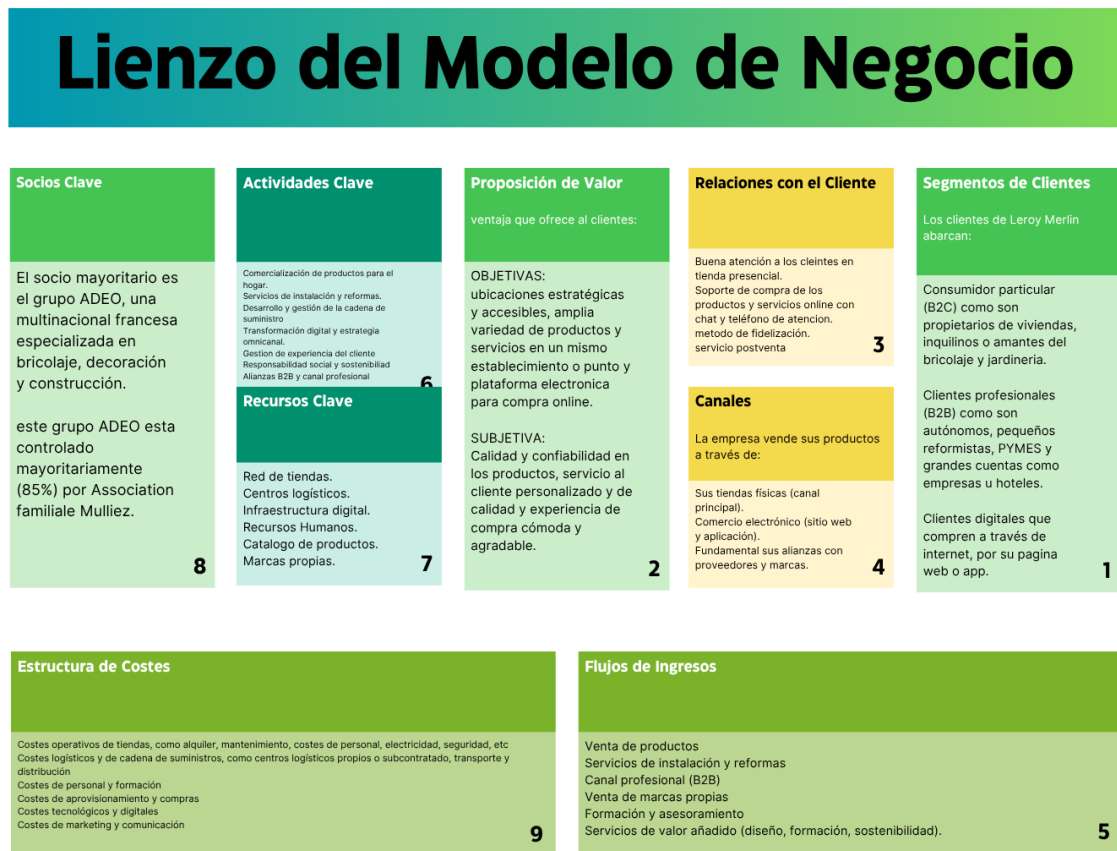 Lienzo del Modelo de Negocio
Socios Clave
El socio mayoritario es
el grupo ADEO, una
multinacional francesa
especializada en
bricolaje, decoración
y construcción.
este grupo ADEO esta
controlado
mayoritariamente
(85%) por Association
familiale Mulliez.
8
Actividades Clave
Comercialización de productos para el
hogar.
Servicios de instalación y reformas.
Desarrollo y gestión de la cadena de
suministro
Transformación digital y estrategia
omnicanal.
Gestion de experiencia del cliente
Responsabilidad social y sostenibiliad
Alianzas B2B y canal profesional
6
Recursos Clave
Red de tiendas.
Centros logísticos.
Infraestructura digital.
Recursos Humanos.
Catalogo de productos.
Marcas propias.
7
Proposición de Valor
ventaja que ofrece al clientes:
OBJETIVAS:
ubicaciones estratégicas
y accesibles, amplia
variedad de productos y
servicios en un mismo
establecimiento o punto y
plataforma electronica
para compra online.
SUBJETIVA:
Calidad y confiabilidad en
los productos, servicio al
cliente personalizado y de
calidad y experiencia de
compra cómoda y
agradable.
2
Relaciones con el Cliente
Buena atención a los cleintes en
tienda presencial.
Soporte de compra de los
productos y servicios online con
chat y teléfono de atencion.
metodo de fidelización.
servicio postventa
3
Canales
La empresa vende sus productos
a través de:
Sus tiendas físicas (canal
principal).
Comercio electrónico (sitio web
y aplicación).
Fundamental sus alianzas con
proveedores y marcas.
4
Segmentos de Clientes
Los clientes de Leroy Merlin
abarcan:
Consumidor particular
(B2C) como son
propietarios de viviendas,
inquilinos o amantes del
bricolaje y jardineria.
Clientes profesionales
(B2B) como son
autónomos, pequeños
reformistas, PYMES y
grandes cuentas como
empresas u hoteles.
Clientes digitales que
compren a través de
internet, por su pagina
web o app.
1
Estructura de Costes
Costes operativos de tiendas, como alquiler, mantenimiento, costes de personal, electricidad, seguridad, etc
Costes logísticos y de cadena de suministros, como centros logísticos propios o subcontratado, transporte y
distribución
Costes de personal y formación
Costes de aprovisionamiento y compras
Costes tecnológicos y digitales
Costes de marketing y comunicación
9
Flujos de Ingresos
Venta de productos
Servicios de instalación y reformas
Canal profesional (B2B)
Venta de marcas propias
Formación y asesoramiento
Servicios de valor añadido (diseño, formación, sostenibilidad).
5